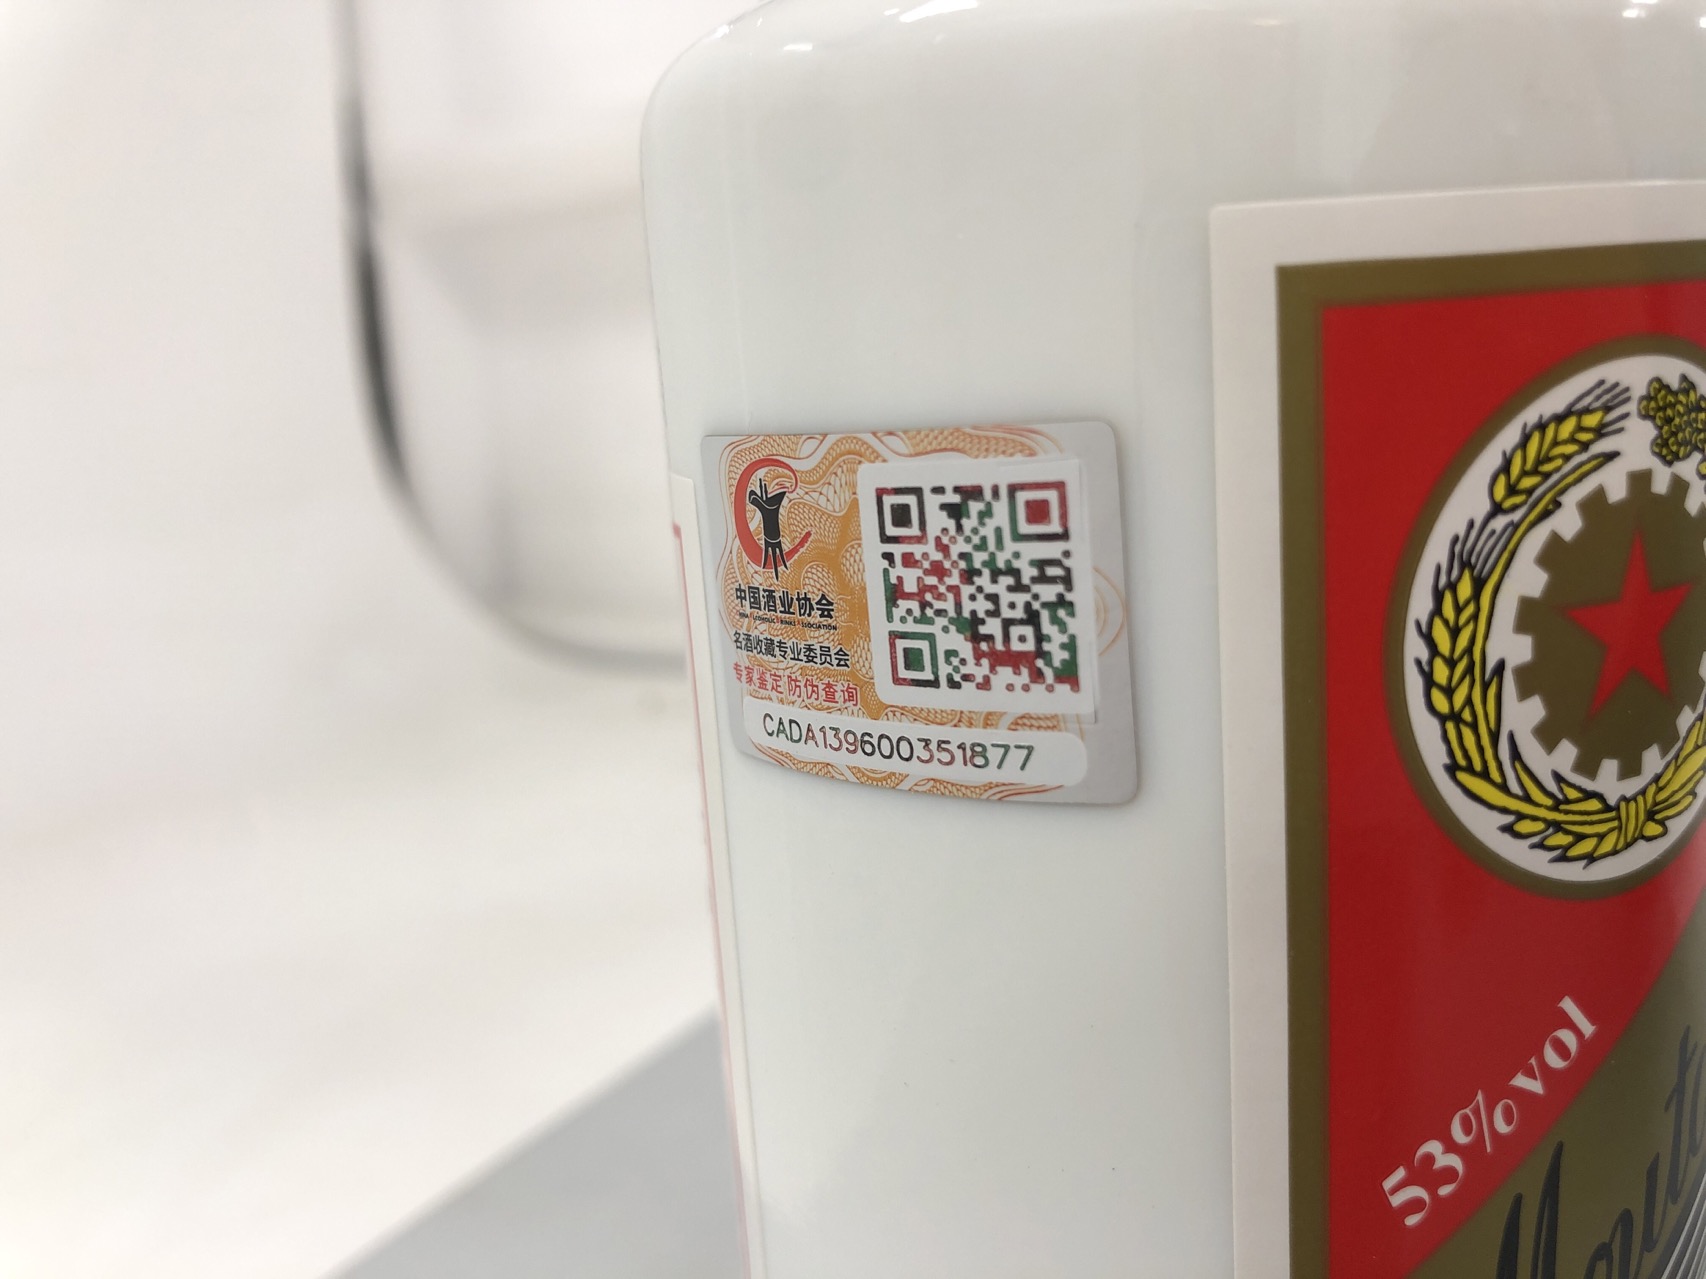 中国酒业协会
名酒收藏专业委员会
专家鉴定 防伪查询
CADA139600351877
53% vol